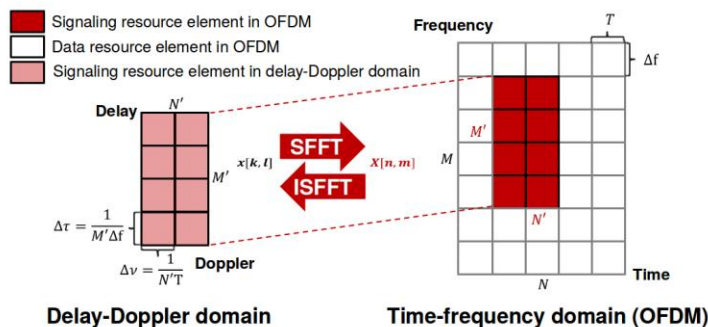 Signaling resource element in OFDM
Data resource element in OFDM
Signaling resource element in delay-Doppler domain
Frequency
T
Δf
Delay
N′
M′
x[k, l]
SFFT
ISFFT
X[n, m]
M′
M
N′
Δτ = 1/M′Δf
Δν = 1/N′T
Doppler
N
Time
Delay-Doppler domain
Time-frequency domain (OFDM)